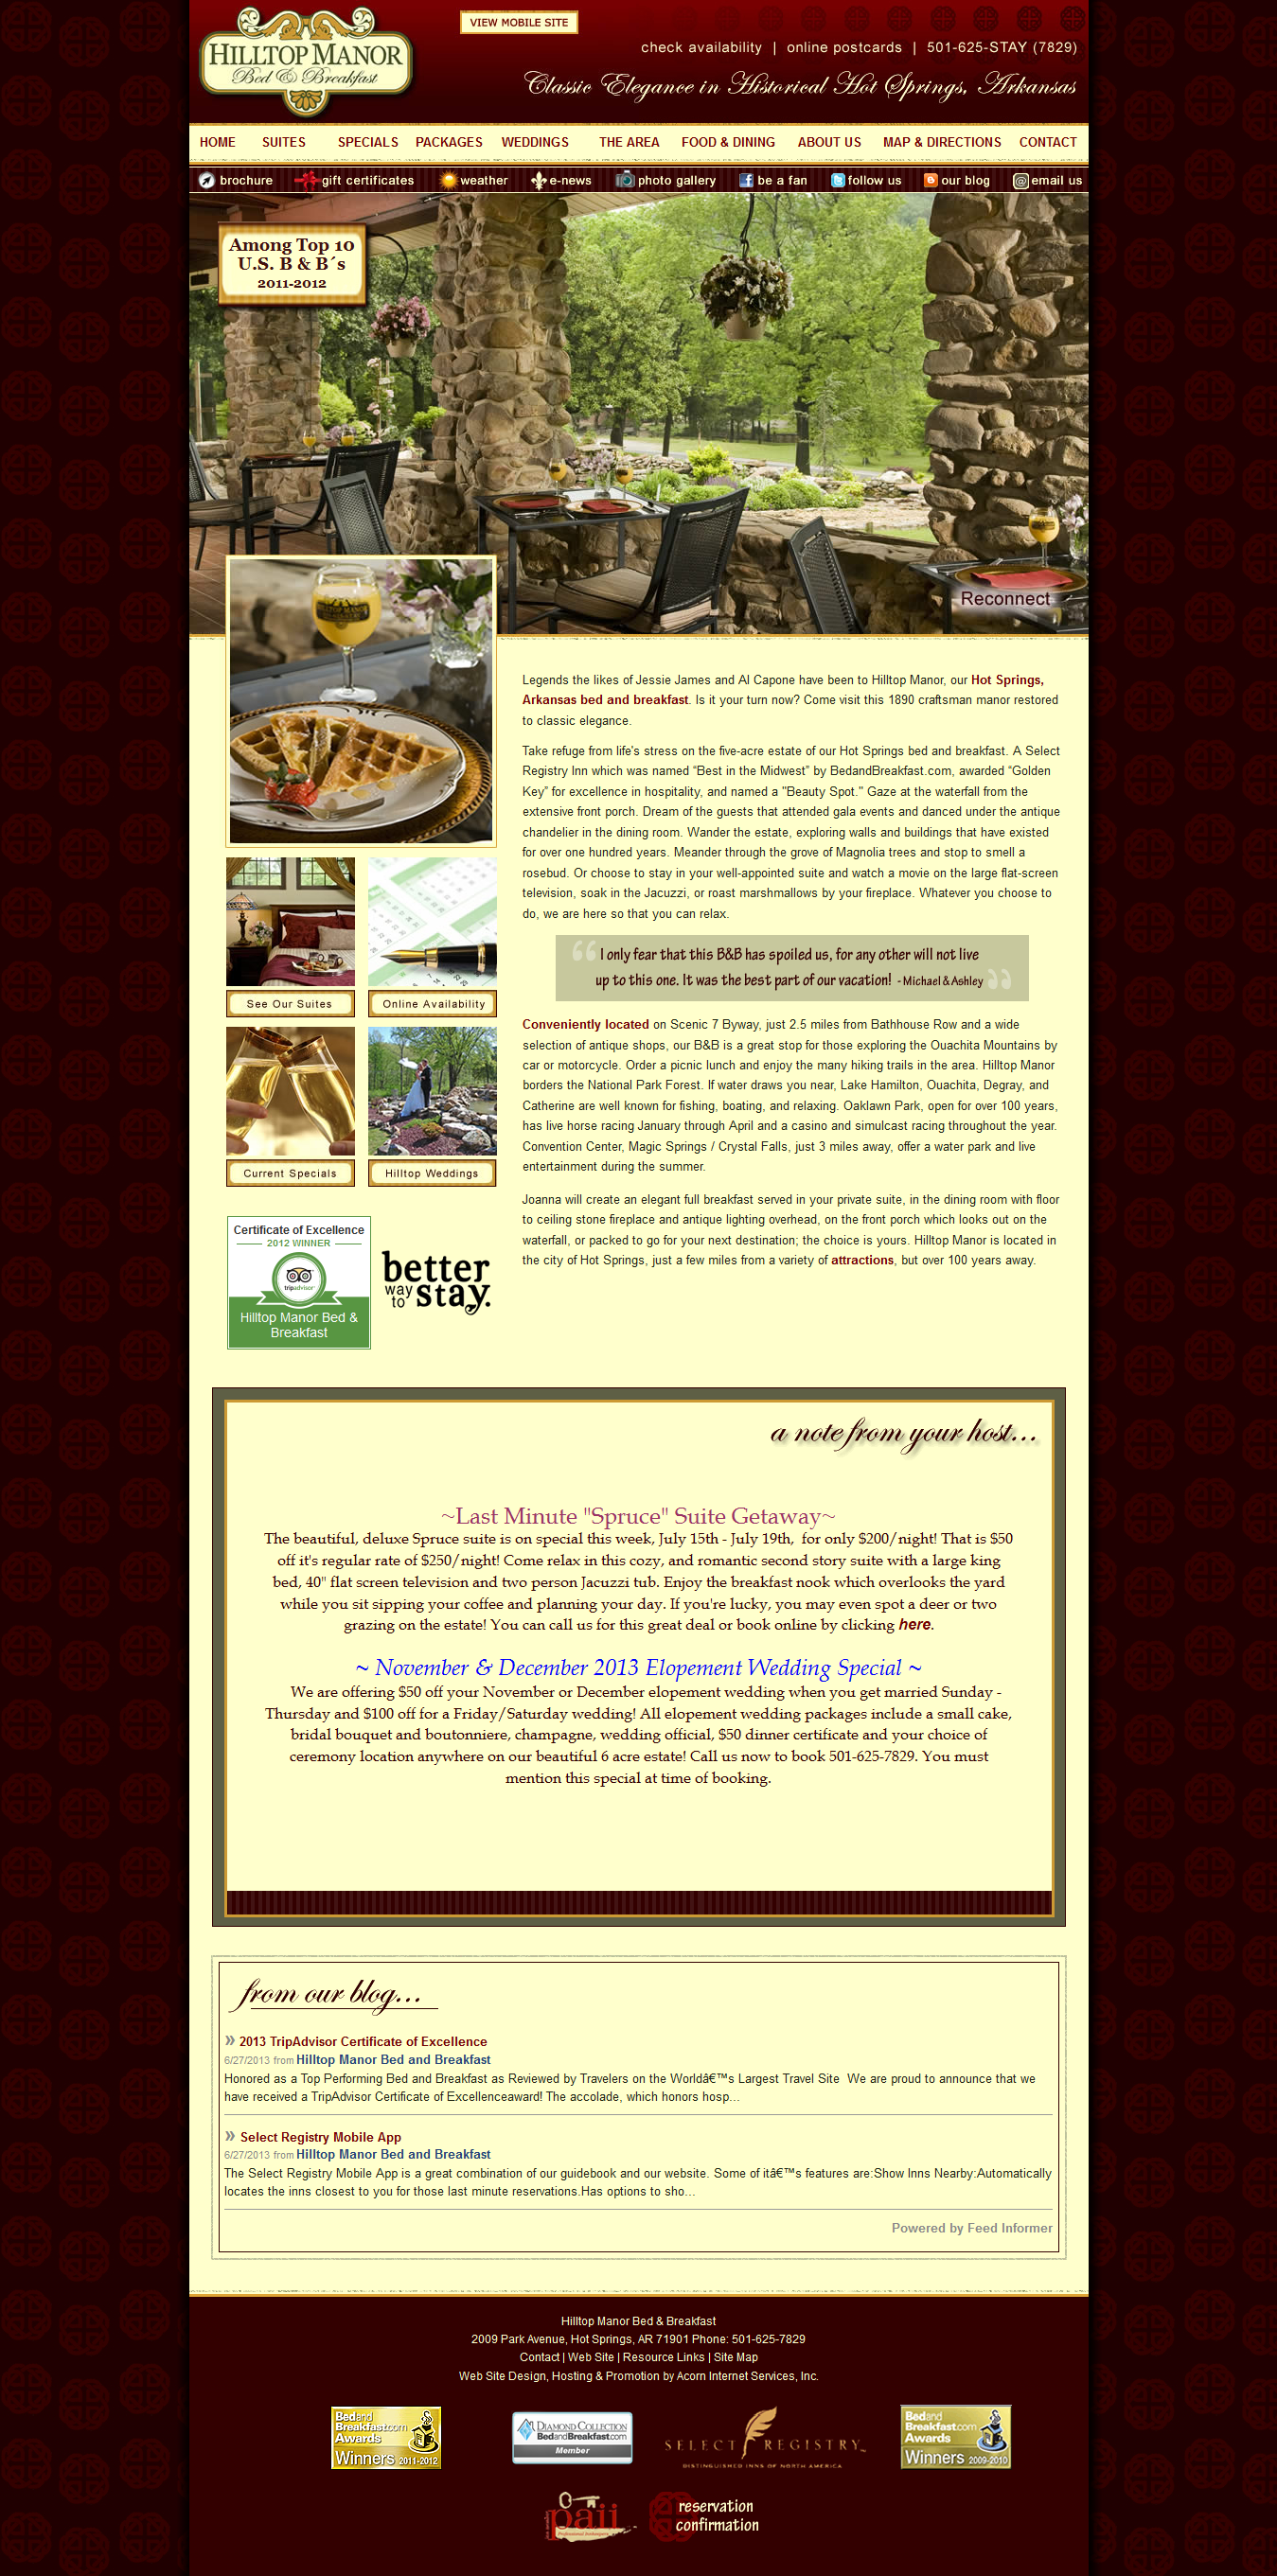 HILLTOP MANOR
Bed & Breakfast
VIEW MOBILE SITE
check availability | online postcards | 501-625-STAY (7829)
Classic Elegance in Historical Hot Springs, Arkansas
HOME SUITES SPECIALS PACKAGES WEDDINGS THE AREA FOOD & DINING ABOUT US MAP & DIRECTIONS CONTACT
brochure gift certificates weather e-news photo gallery be a fan follow us our blog email us
Among Top 10
U.S. B & B´s
2011-2012
Reconnect
HILLTOP MANOR
Legends the likes of Jessie James and Al Capone have been to Hilltop Manor, our Hot Springs,
Arkansas bed and breakfast. Is it your turn now? Come visit this 1890 craftsman manor restored
to classic elegance.
Take refuge from life's stress on the five-acre estate of our Hot Springs bed and breakfast. A Select
Registry Inn which was named “Best in the Midwest” by BedandBreakfast.com, awarded “Golden
Key” for excellence in hospitality, and named a "Beauty Spot." Gaze at the waterfall from the
extensive front porch. Dream of the guests that attended gala events and danced under the antique
chandelier in the dining room. Wander the estate, exploring walls and buildings that have existed
for over one hundred years. Meander through the grove of Magnolia trees and stop to smell a
rosebud. Or choose to stay in your well-appointed suite and watch a movie on the large flat-screen
television, soak in the Jacuzzi, or roast marshmallows by your fireplace. Whatever you choose to
do, we are here so that you can relax.
“ I only fear that this B&B has spoiled us, for any other will not live
up to this one. It was the best part of our vacation! - Michael & Ashley ”
Conveniently located on Scenic 7 Byway, just 2.5 miles from Bathhouse Row and a wide
selection of antique shops, our B&B is a great stop for those exploring the Ouachita Mountains by
car or motorcycle. Order a picnic lunch and enjoy the many hiking trails in the area. Hilltop Manor
borders the National Park Forest. If water draws you near, Lake Hamilton, Ouachita, Degray, and
Catherine are well known for fishing, boating, and relaxing. Oaklawn Park, open for over 100 years,
has live horse racing January through April and a casino and simulcast racing throughout the year.
Convention Center, Magic Springs / Crystal Falls, just 3 miles away, offer a water park and live
entertainment during the summer.
Joanna will create an elegant full breakfast served in your private suite, in the dining room with floor
to ceiling stone fireplace and antique lighting overhead, on the front porch which looks out on the
waterfall, or packed to go for your next destination; the choice is yours. Hilltop Manor is located in
the city of Hot Springs, just a few miles from a variety of attractions, but over 100 years away.
See Our Suites
Online Availability
Current Specials
Hilltop Weddings
Certificate of Excellence
2012 WINNER
tripadvisor
Hilltop Manor Bed &
Breakfast
better
way to stay.
a note from your host...
~Last Minute "Spruce" Suite Getaway~
The beautiful, deluxe Spruce suite is on special this week, July 15th - July 19th, for only $200/night! That is $50
off it's regular rate of $250/night! Come relax in this cozy, and romantic second story suite with a large king
bed, 40" flat screen television and two person Jacuzzi tub. Enjoy the breakfast nook which overlooks the yard
while you sit sipping your coffee and planning your day. If you're lucky, you may even spot a deer or two
grazing on the estate! You can call us for this great deal or book online by clicking here.
~ November & December 2013 Elopement Wedding Special ~
We are offering $50 off your November or December elopement wedding when you get married Sunday -
Thursday and $100 off for a Friday/Saturday wedding! All elopement wedding packages include a small cake,
bridal bouquet and boutonniere, champagne, wedding official, $50 dinner certificate and your choice of
ceremony location anywhere on our beautiful 6 acre estate! Call us now to book 501-625-7829. You must
mention this special at time of booking.
from our blog...
» 2013 TripAdvisor Certificate of Excellence
6/27/2013 from Hilltop Manor Bed and Breakfast
Honored as a Top Performing Bed and Breakfast as Reviewed by Travelers on the Worldâ€™s Largest Travel Site We are proud to announce that we
have received a TripAdvisor Certificate of Excellenceaward! The accolade, which honors hosp...
» Select Registry Mobile App
6/27/2013 from Hilltop Manor Bed and Breakfast
The Select Registry Mobile App is a great combination of our guidebook and our website. Some of itâ€™s features are:Show Inns Nearby:Automatically
locates the inns closest to you for those last minute reservations.Has options to sho...
Powered by Feed Informer
Hilltop Manor Bed & Breakfast
2009 Park Avenue, Hot Springs, AR 71901 Phone: 501-625-7829
Contact | Web Site | Resource Links | Site Map
Web Site Design, Hosting & Promotion by Acorn Internet Services, Inc.
Bedand
Breakfast.com
Awards
Winners 2011-2012
DIAMOND COLLECTION
BedandBreakfast.com
Member
SELECT REGISTRY
DISTINGUISHED INNS OF NORTH AMERICA
Bedand
Breakfast.com
Awards
Winners 2009-2010
paii
reservation
confirmation